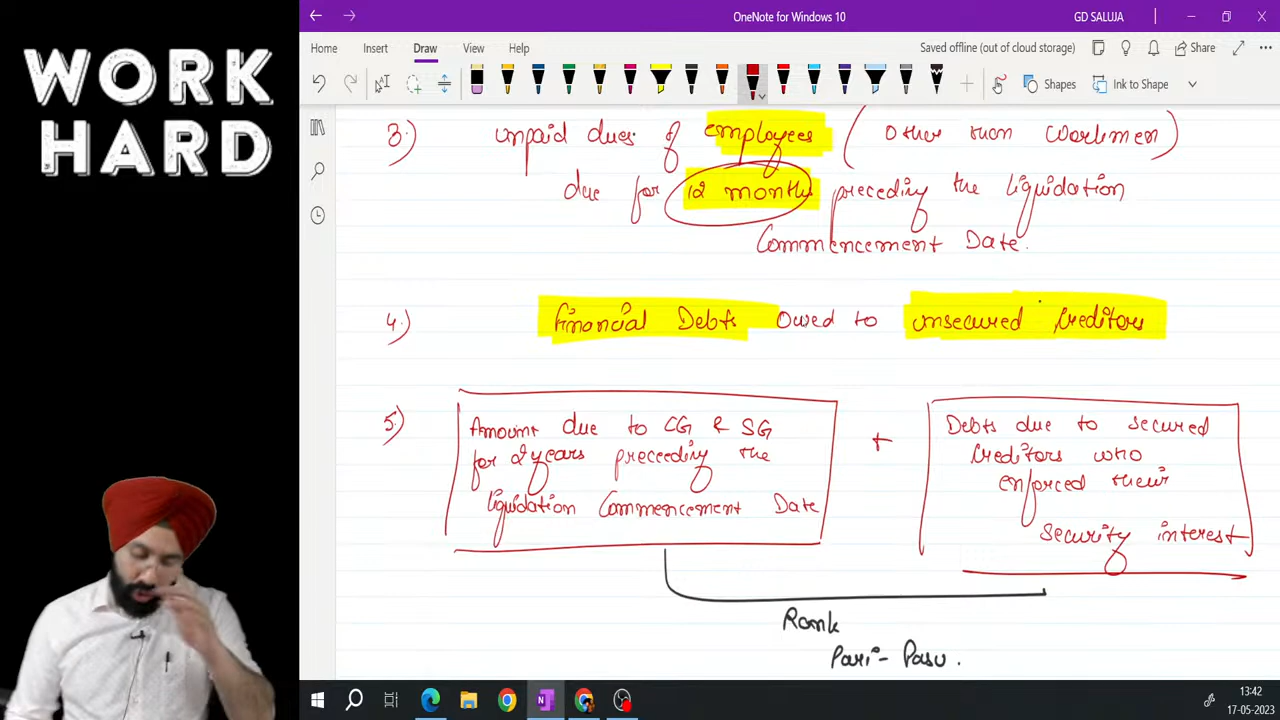 OneNote for Windows 10
GD SALUJA
Home Insert Draw View Help
Saved offline (out of cloud storage)
Share
Shapes
Ink to Shape
WORK
HARD
3.) unpaid dues of employees (Other than workmen)
due for 12 months preceding the liquidation
Commencement Date.
4.) Financial Debts owed to unsecured Creditors
5.) Amount due to CG & SG
for 2 years preceeding the
liquidation Commencement Date
+
Debts due to secured
Creditors who
enforced their
security interest
Rank
Pari-Pasu.
13:42
17-05-2023